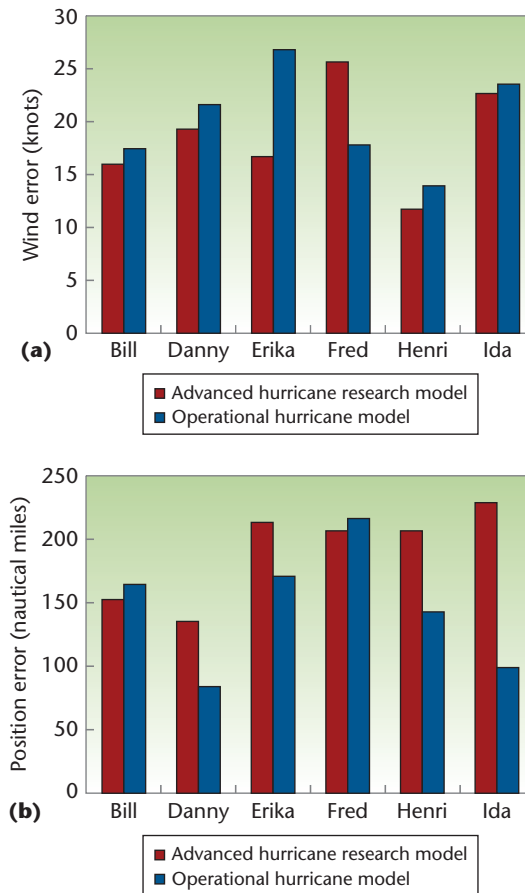 Wind error (knots)
30
25
20
15
10
5
0
(a)
Bill Danny Erika Fred Henri Ida
Advanced hurricane research model
Operational hurricane model
Position error (nautical miles)
250
200
150
100
50
0
(b)
Bill Danny Erika Fred Henri Ida
Advanced hurricane research model
Operational hurricane model